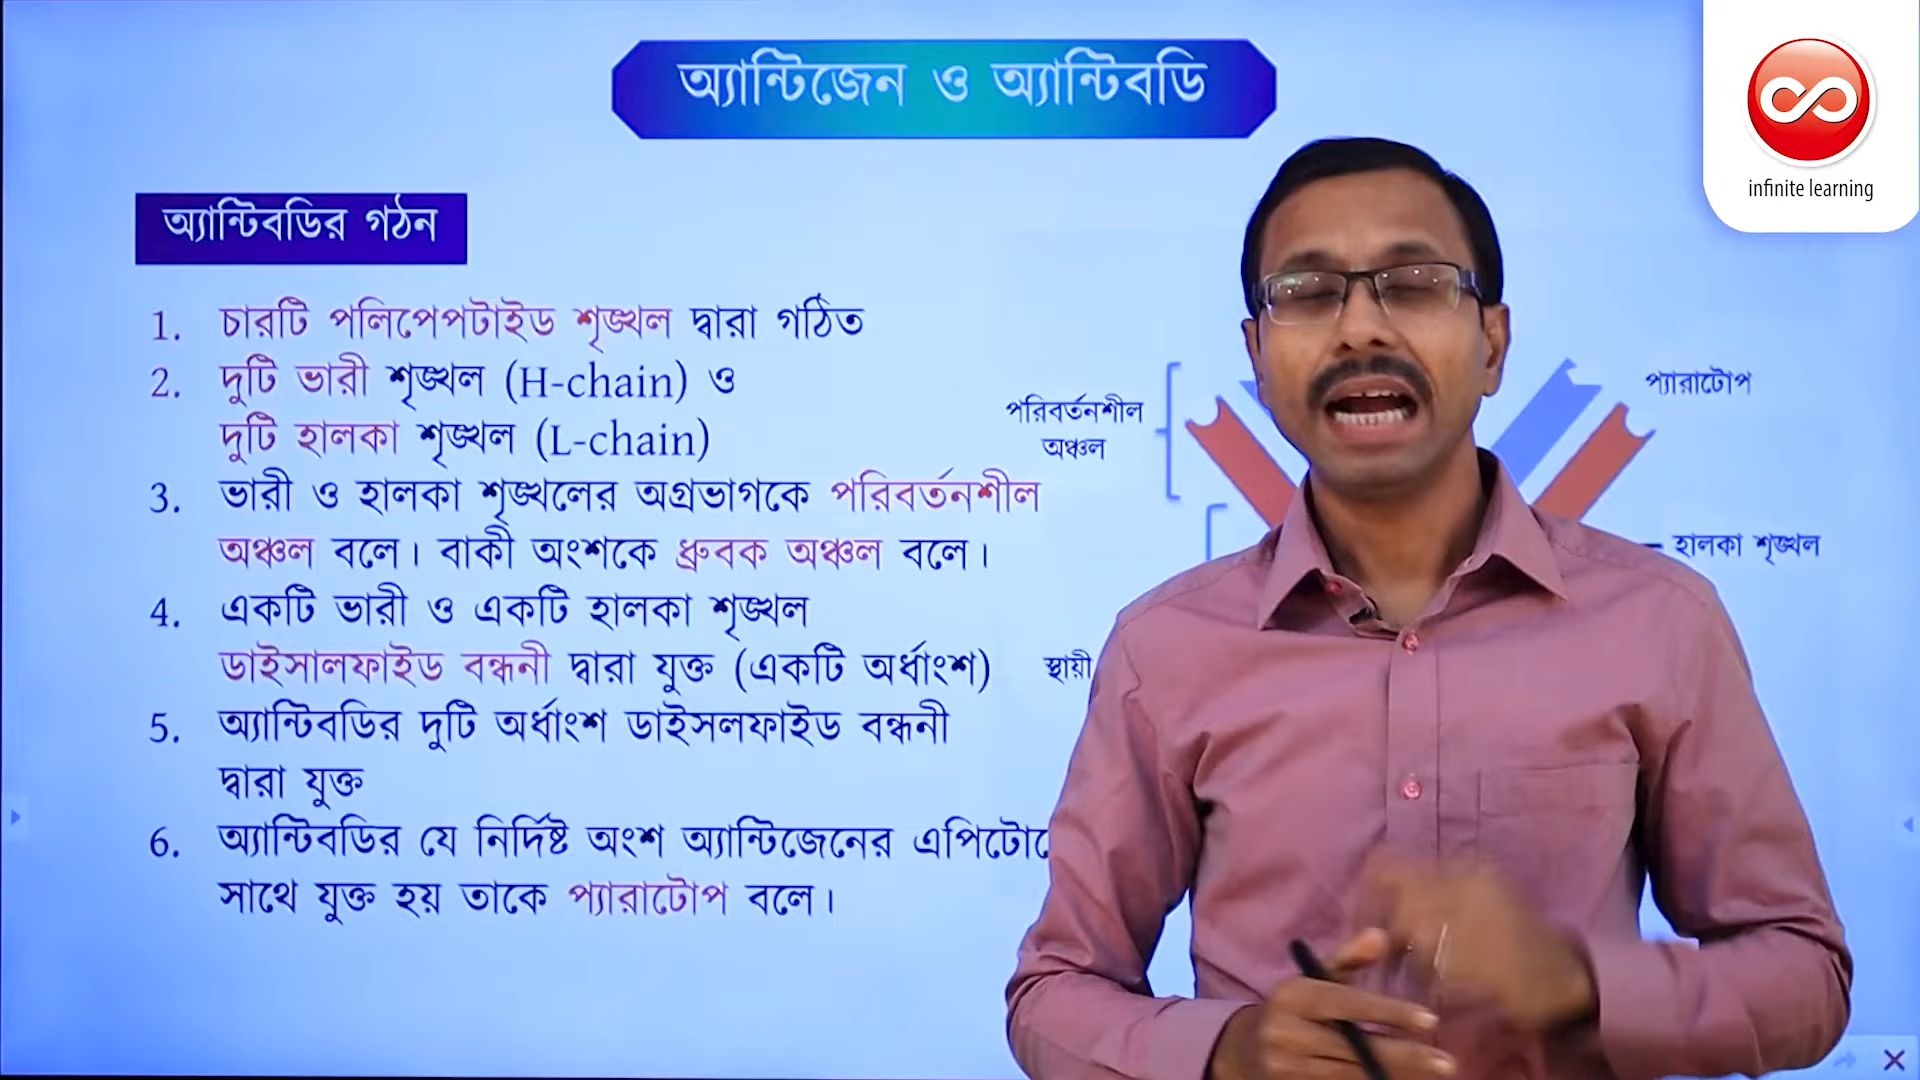 অ্যান্টিজেন ও অ্যান্টিবডি
infinite learning
অ্যান্টিবডির গঠন
1. চারটি পলিপেপটাইড শৃঙ্খল দ্বারা গঠিত
2. দুটি ভারী শৃঙ্খল (H-chain) ও
দুটি হালকা শৃঙ্খল (L-chain)
3. ভারী ও হালকা শৃঙ্খলের অগ্রভাগকে পরিবর্তনশীল
অঞ্চল বলে। বাকী অংশকে ধ্রুবক অঞ্চল বলে।
4. একটি ভারী ও একটি হালকা শৃঙ্খল
ডাইসালফাইড বন্ধনী দ্বারা যুক্ত (একটি অর্ধাংশ)
5. অ্যান্টিবডির দুটি অর্ধাংশ ডাইসলফাইড বন্ধনী
দ্বারা যুক্ত
6. অ্যান্টিবডির যে নির্দিষ্ট অংশ অ্যান্টিজেনের
সাথে যুক্ত হয় তাকে প্যারাটোপ বলে।
পরিবর্তনশীল
অঞ্চল
প্যারাটোপ
হালকা শৃঙ্খল
স্থায়ী